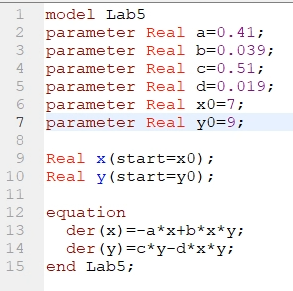 1 model Lab5
2 parameter Real a=0.41;
3 parameter Real b=0.039;
4 parameter Real c=0.51;
5 parameter Real d=0.019;
6 parameter Real x0=7;
7 parameter Real y0=9;
8
9 Real x(start=x0);
10 Real y(start=y0);
11
12 equation
13 der(x)=-a*x+b*x*y;
14 der(y)=c*y-d*x*y;
15 end Lab5;